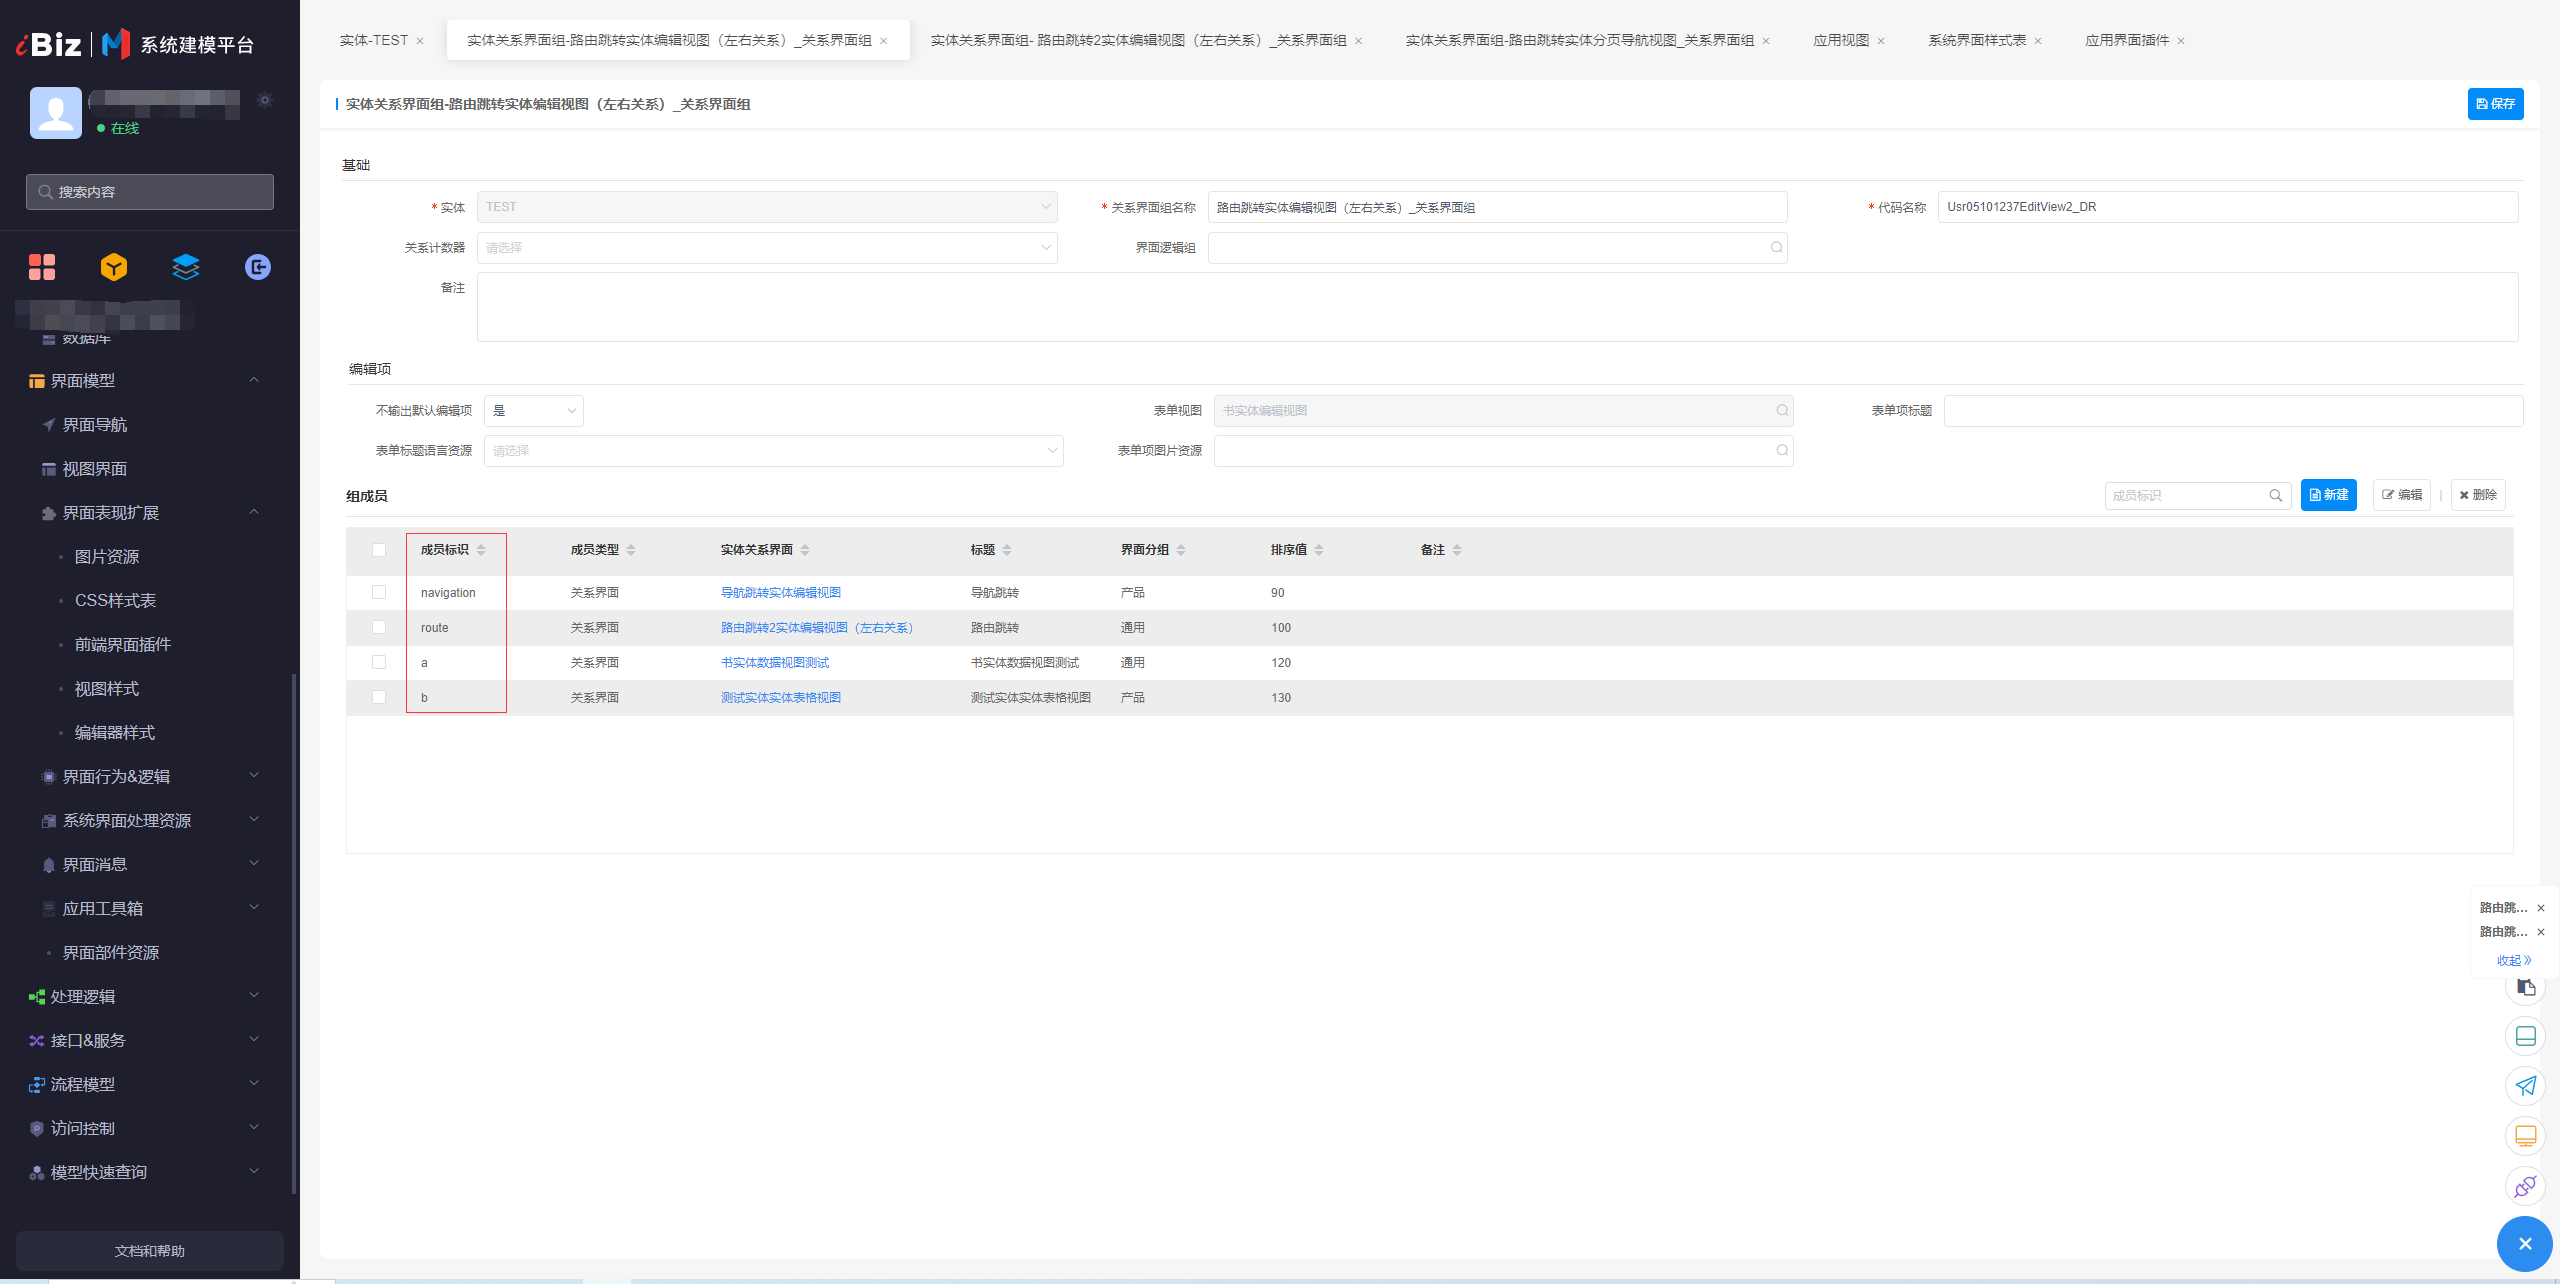 iBiz 系统建模平台
在线
搜索内容
数据库
界面模型
界面导航
视图界面
界面表现扩展
图片资源
CSS样式表
前端界面插件
视图样式
编辑器样式
界面行为&逻辑
系统界面处理资源
界面消息
应用工具箱
界面部件资源
处理逻辑
接口&服务
流程模型
访问控制
模型快速查询
文档和帮助
实体-TEST × 实体关系界面组-路由跳转实体编辑视图（左右关系）_关系界面组 × 实体关系界面组- 路由跳转2实体编辑视图（左右关系）_关系界面组 × 实体关系界面组-路由跳转实体分页导航视图_关系界面组 × 应用视图 × 系统界面样式表 × 应用界面插件 ×
实体关系界面组-路由跳转实体编辑视图（左右关系）_关系界面组 保存
基础
* 实体 TEST * 关系界面组名称 路由跳转实体编辑视图（左右关系）_关系界面组 * 代码名称 Usr05101237EditView2_DR
关系计数器 请选择 界面逻辑组
备注
编辑项
不输出默认编辑项 是 表单视图 书实体编辑视图 表单项标题
表单标题语言资源 请选择 表单项图片资源
组成员 成员标识 新建 编辑 | 删除
成员标识 成员类型 实体关系界面 标题 界面分组 排序值 备注
navigation 关系界面 导航跳转实体编辑视图 导航跳转 产品 90
route 关系界面 路由跳转2实体编辑视图（左右关系） 路由跳转 通用 100
a 关系界面 书实体数据视图测试 书实体数据视图测试 通用 120
b 关系界面 测试实体实体表格视图 测试实体实体表格视图 产品 130
路由跳... ×
路由跳... ×
收起